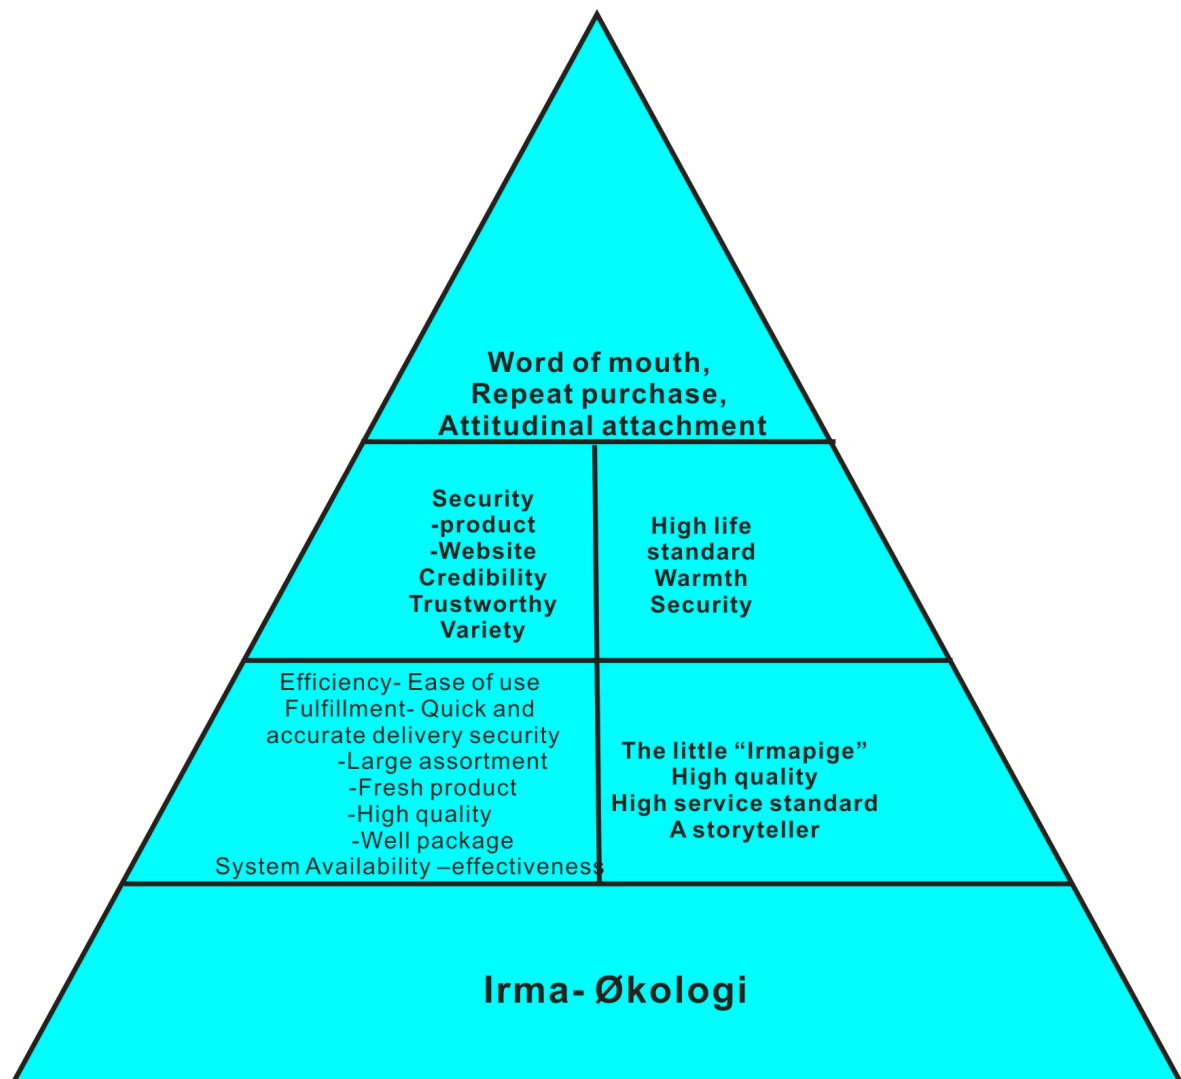 Word of mouth,
Repeat purchase,
Attitudinal attachment
Security
-product
-Website
Credibility
Trustworthy
Variety
High life
standard
Warmth
Security
Efficiency- Ease of use
Fulfillment- Quick and
accurate delivery security
-Large assortment
-Fresh product
-High quality
-Well package
System Availability –effectiveness
The little “Irmapige”
High quality
High service standard
A storyteller
Irma- Økologi